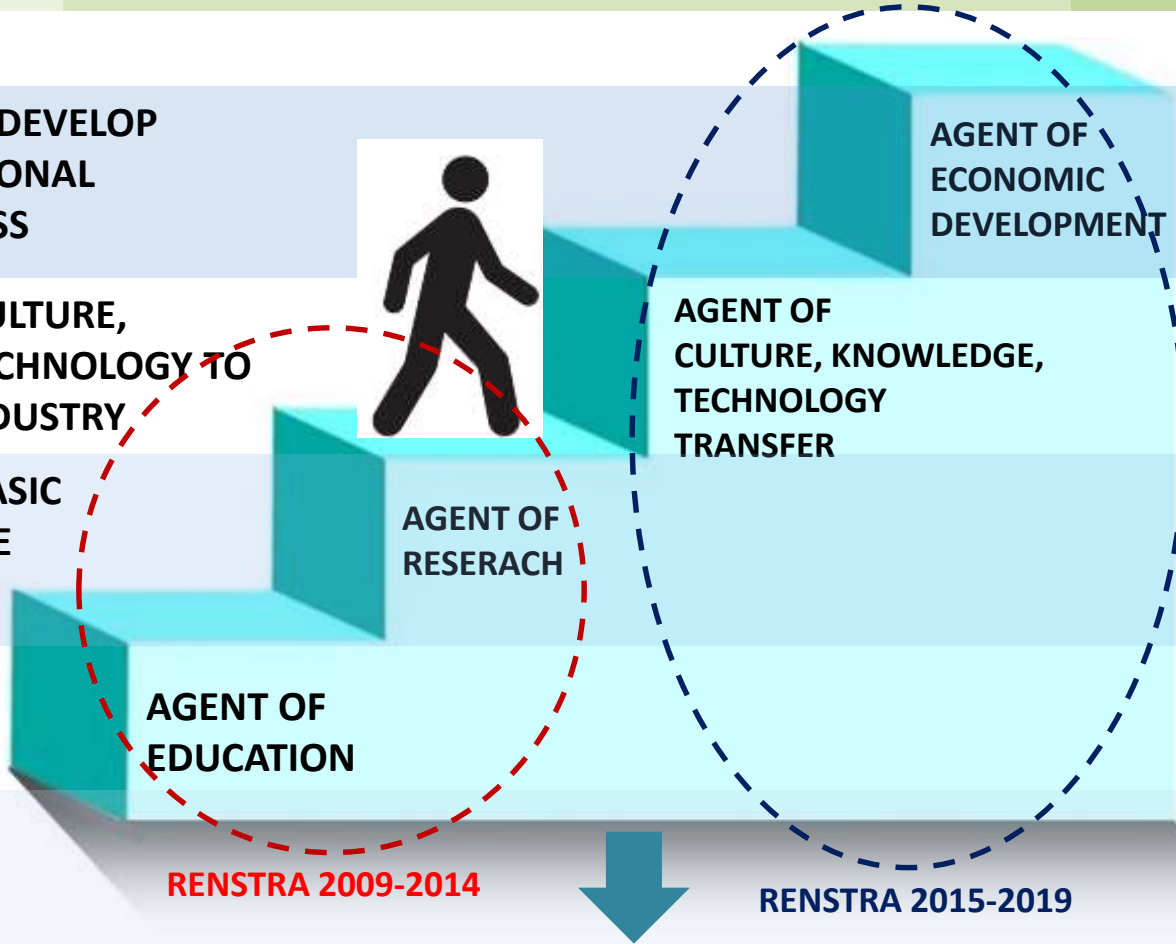 DEVELOP
ONAL
SS
AGENT OF
ECONOMIC
DEVELOPMENT
ULTURE,
CHNOLOGY TO
DUSTRY
AGENT OF
CULTURE, KNOWLEDGE,
TECHNOLOGY
TRANSFER
ASIC
E
AGENT OF
RESERACH
AGENT OF
EDUCATION
RENSTRA 2009-2014
RENSTRA 2015-2019